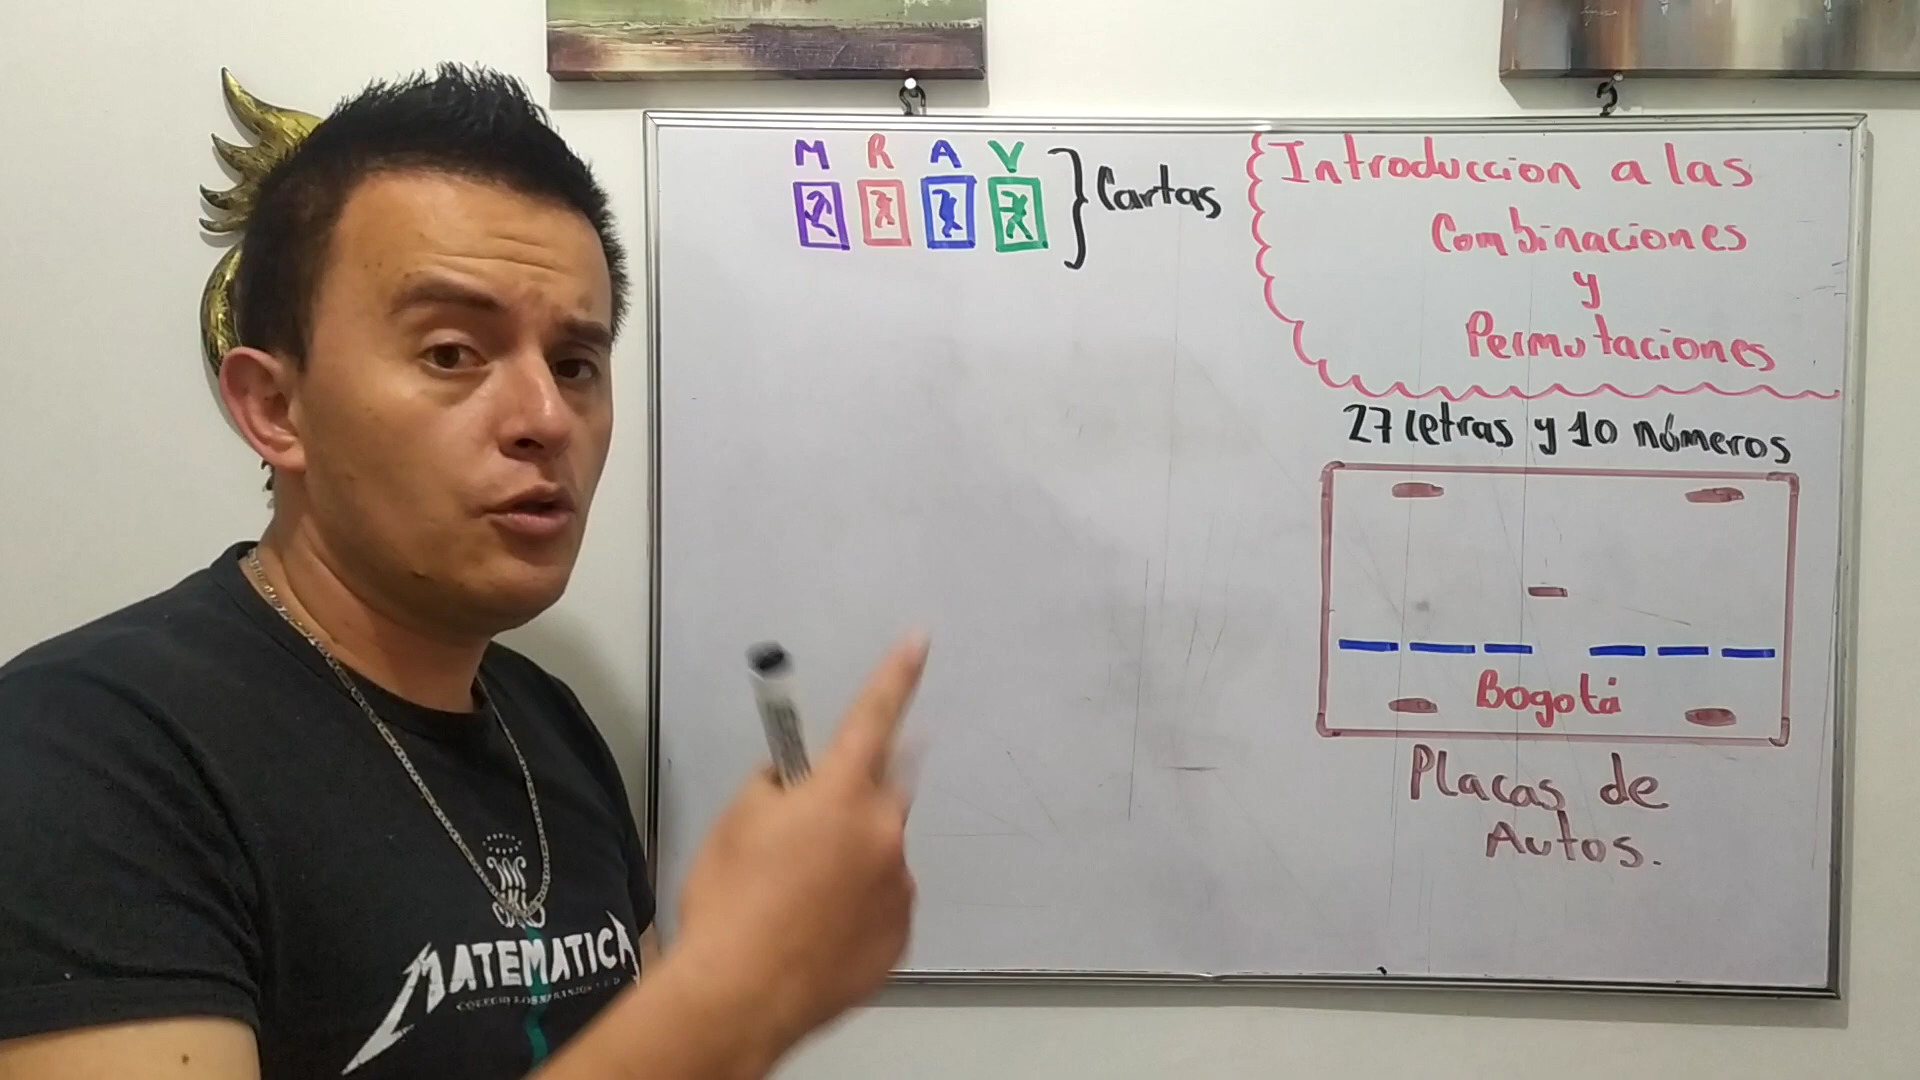 M R A V
Cartas
Introduccion a las
Combinaciones
y
Permutaciones
27 letras y 10 números
Bogotá
Placas de
Autos.
MATEMATICA